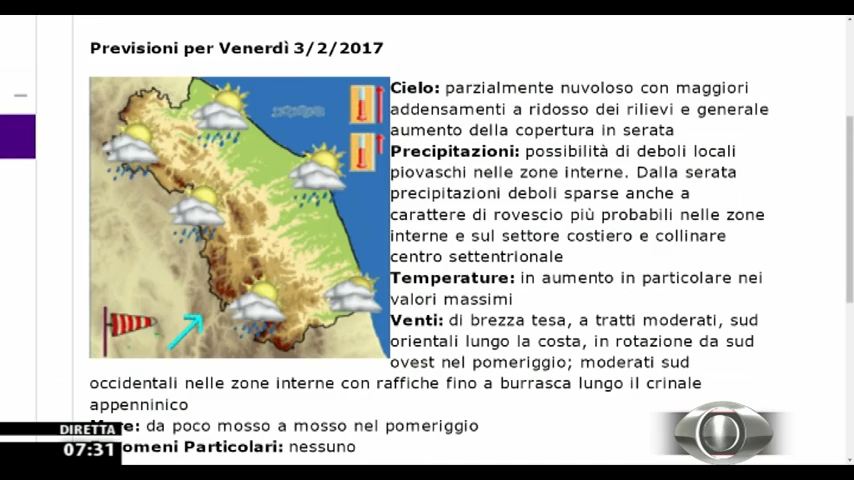 Previsioni per Venerdì 3/2/2017
Cielo: parzialmente nuvoloso con maggiori
addensamenti a ridosso dei rilievi e generale
aumento della copertura in serata
Precipitazioni: possibilità di deboli locali
piovaschi nelle zone interne. Dalla serata
precipitazioni deboli sparse anche a
carattere di rovescio più probabili nelle zone
interne e sul settore costiero e collinare
centro settentrionale
Temperature: in aumento in particolare nei
valori massimi
Venti: di brezza tesa, a tratti moderati, sud
orientali lungo la costa, in rotazione da sud
ovest nel pomeriggio; moderati sud
occidentali nelle zone interne con raffiche fino a burrasca lungo il crinale
appenninico
da poco mosso a mosso nel pomeriggio
Particolari: nessuno
DIRETTA
07:31